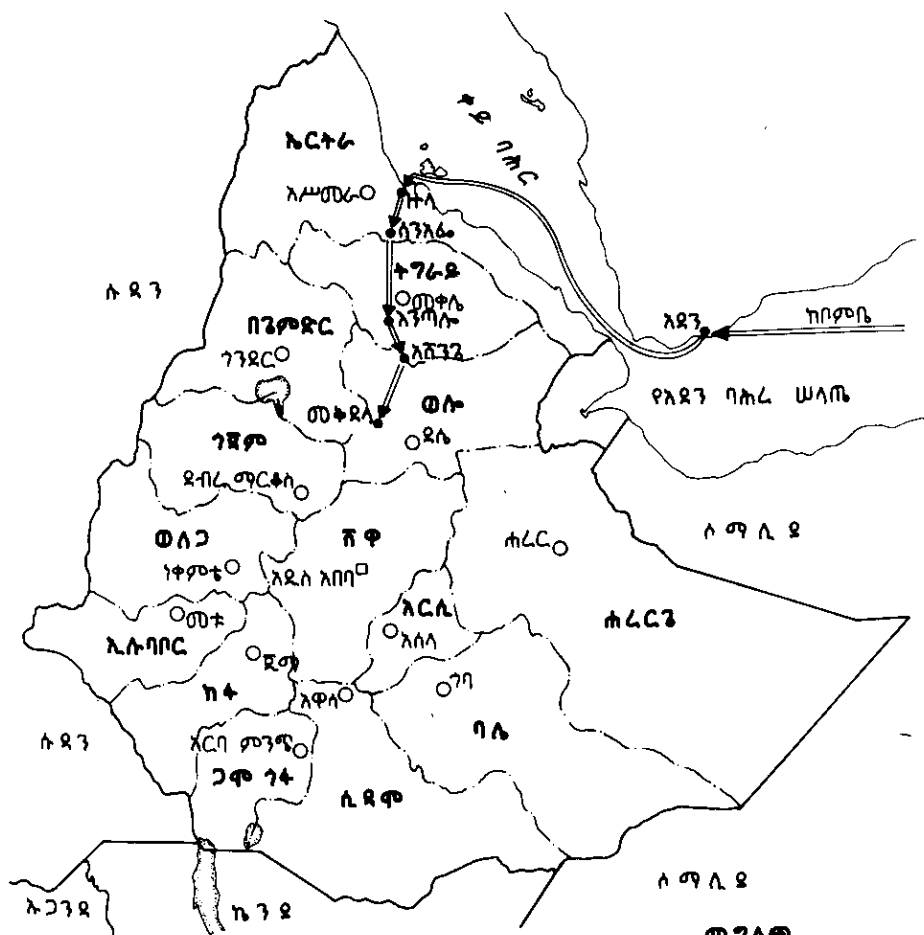 ቀይ ባሕር
ኤርትራ
አሥመራ
ዙላ
ሰንአፌ
ትግራይ
ሱዳን
መቀሌ
በጌምድር
አንጣሎ
አደን
ከቦምቤ
ጎንደር
አሸንጌ
የአደን ባሕረ ሠላጤ
መቅደላ
ወሎ
ደሴ
ጎጃም
ደብረ ማርቆስ
ሶማሊያ
ወለጋ
ሸዋ
ሐረር
ነቀምቴ
አዲስ አበባ
አርሲ
ሐረርጌ
መቱ
ኢሉባቦር
አሰላ
ጂማ
ከፋ
አዋሳ
ጎባ
ባሌ
ሱዳን
አርባ ምንጭ
ጋሞ ጎፋ
ሲዳሞ
ሶማሊያ
ኡጋንዳ
ኬንያ